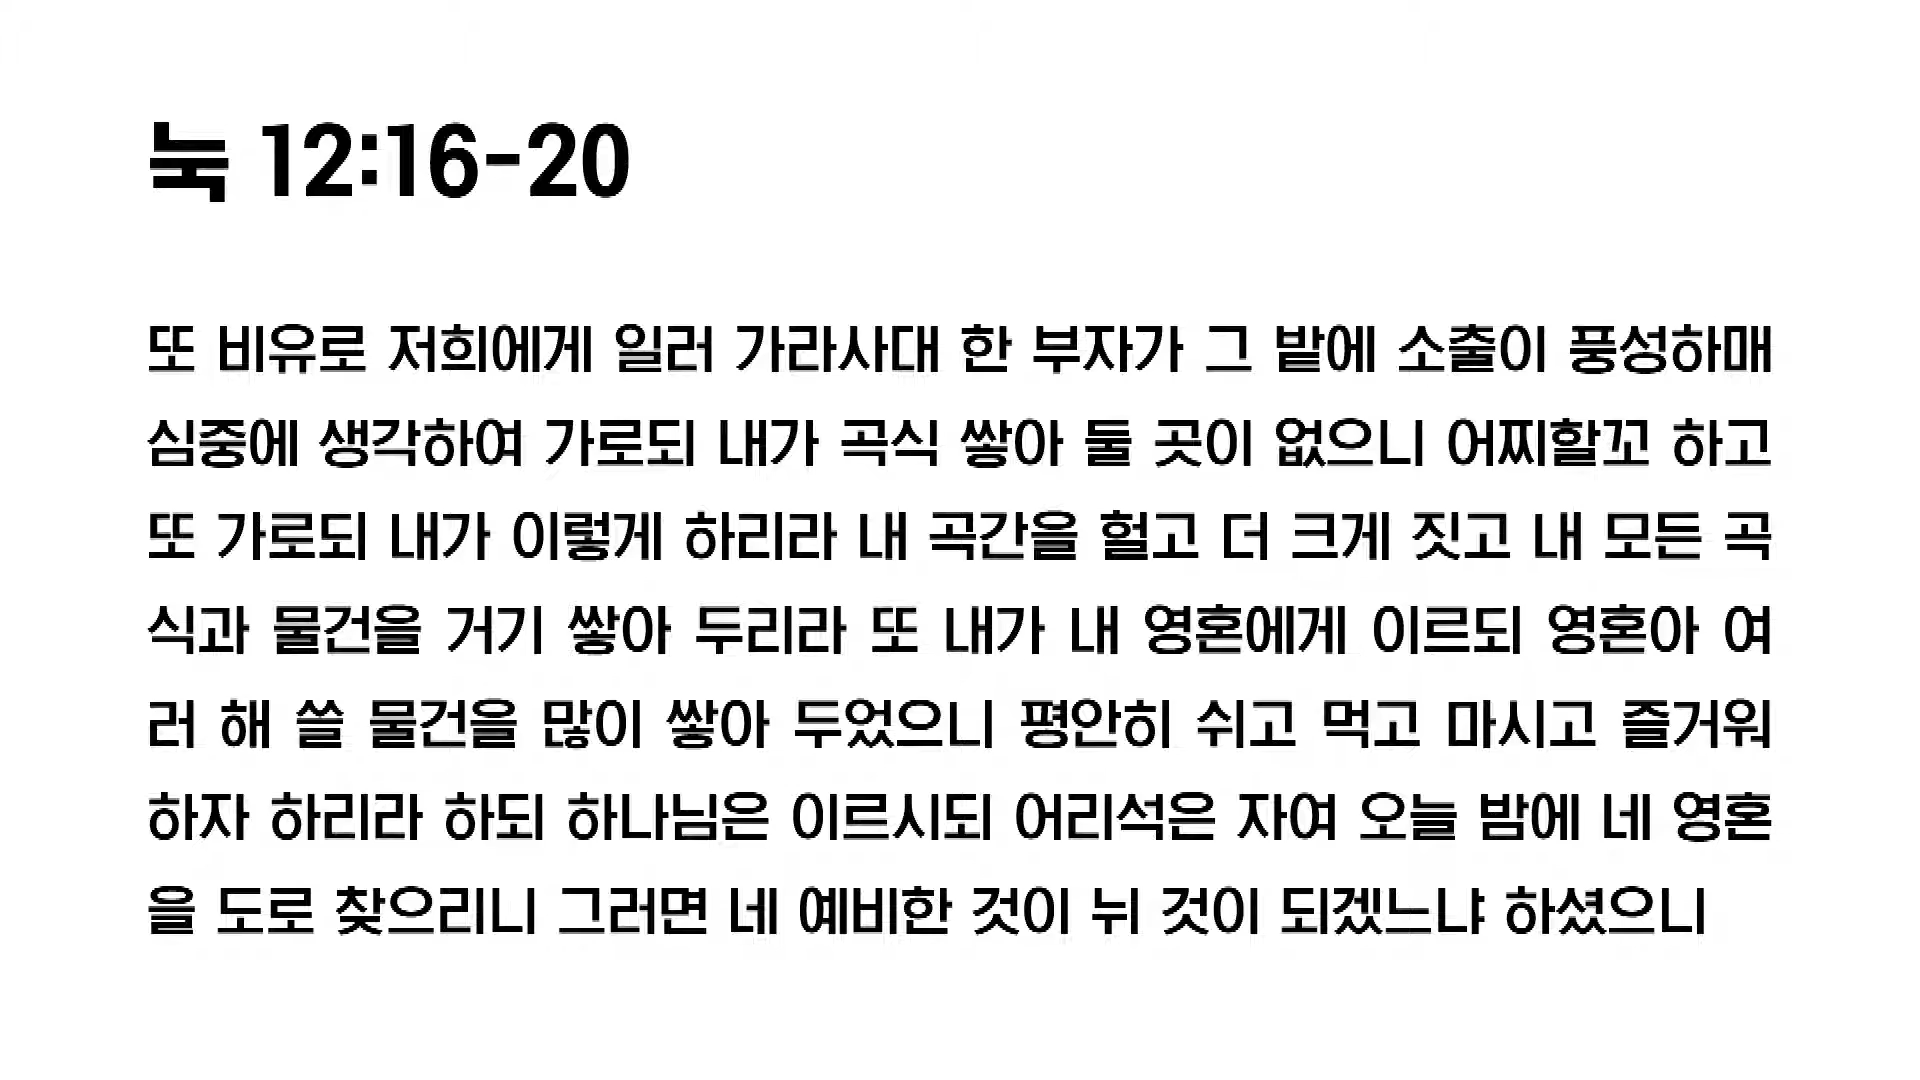 눅 12:16-20
또 비유로 저희에게 일러 가라사대 한 부자가 그 밭에 소출이 풍성하매
심중에 생각하여 가로되 내가 곡식 쌓아 둘 곳이 없으니 어찌할꼬 하고
또 가로되 내가 이렇게 하리라 내 곡간을 헐고 더 크게 짓고 내 모든 곡
식과 물건을 거기 쌓아 두리라 또 내가 내 영혼에게 이르되 영혼아 여
러 해 쓸 물건을 많이 쌓아 두었으니 평안히 쉬고 먹고 마시고 즐거워
하자 하리라 하되 하나님은 이르시되 어리석은 자여 오늘 밤에 네 영혼
을 도로 찾으리니 그러면 네 예비한 것이 뉘 것이 되겠느냐 하셨으니